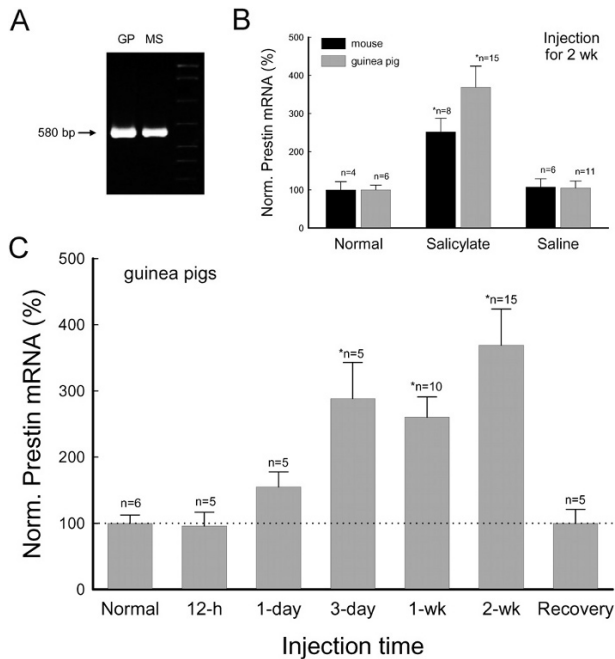 A
GP MS
580 bp
B
Norm. Prestin mRNA (%)
500
400
300
200
100
0
mouse
guinea pig
Injection
for 2 wk
n=4
n=6
*n=8
*n=15
n=6
n=11
Normal Salicylate Saline
C
guinea pigs
Norm. Prestin mRNA (%)
500
400
300
200
100
0
n=6
n=5
n=5
*n=5
*n=10
*n=15
n=5
Normal 12-h 1-day 3-day 1-wk 2-wk Recovery
Injection time